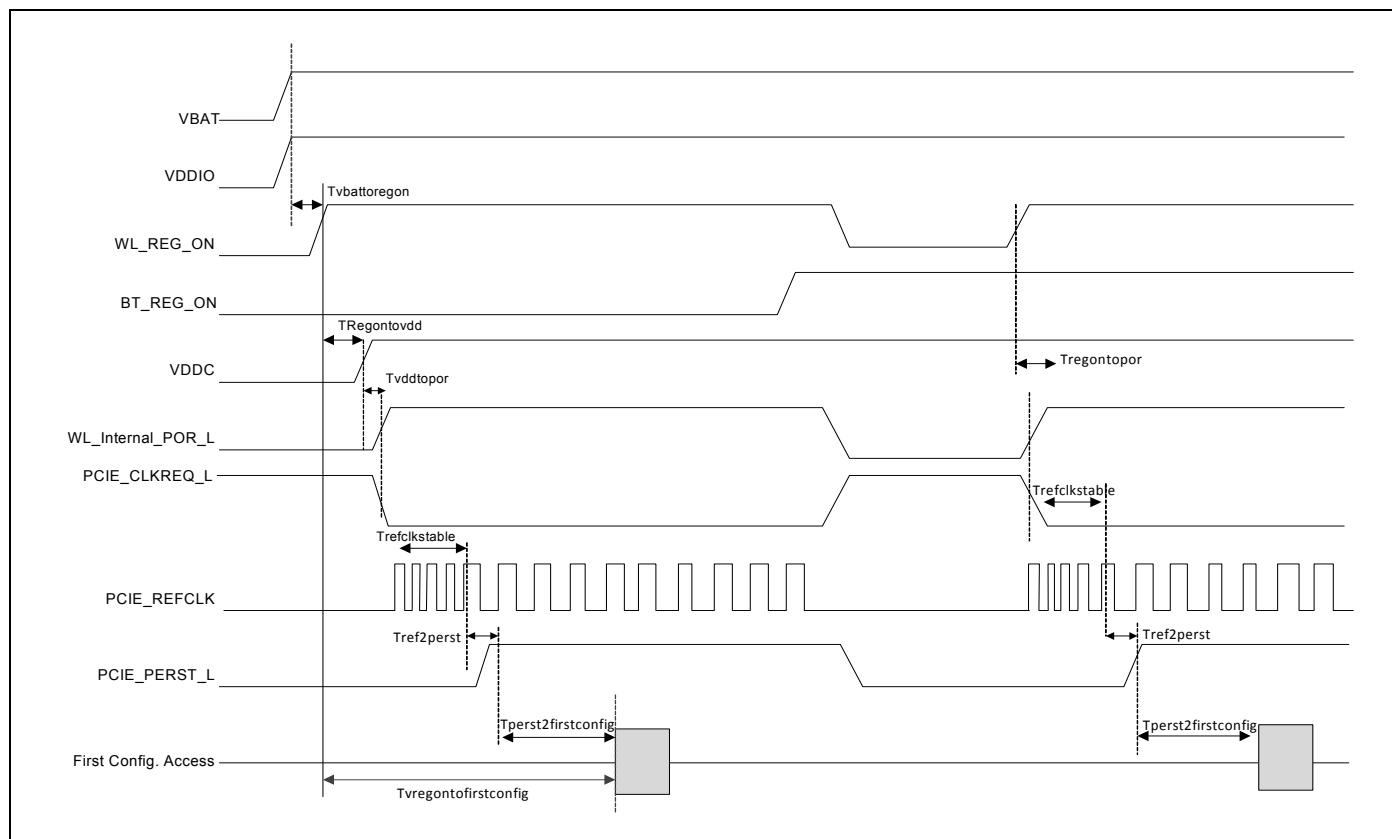 VBAT
VDDIO
Tvbattoregon
WL_REG_ON
BT_REG_ON
TRegontovdd
VDDC
Tregontopor
Tvddtopor
WL_Internal_POR_L
PCIE_CLKREQ_L
Trefclkstable
Trefclkstable
PCIE_REFCLK
Tref2perst
Tref2perst
PCIE_PERST_L
Tperst2firstconfig
Tperst2firstconfig
First Config. Access
Tvregontofirstconfig